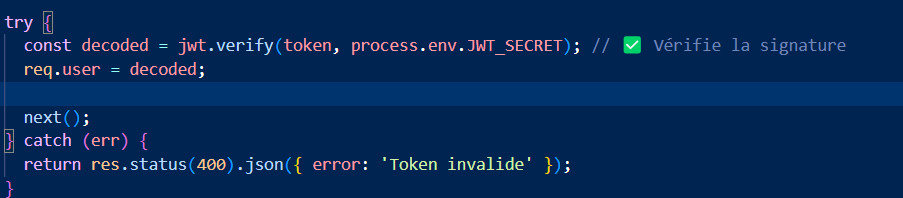 try {
  const decoded = jwt.verify(token, process.env.JWT_SECRET); // ✅ Vérifie la signature
  req.user = decoded;

  next();
} catch (err) {
  return res.status(400).json({ error: 'Token invalide' });
}